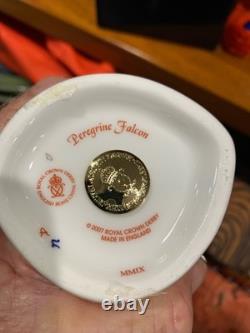 Peregrine Falcon
ROYAL CROWN DERBY
ENGLISH BONE CHINA
© 2007 ROYAL CROWN DERBY
MADE IN ENGLAND
MMIX